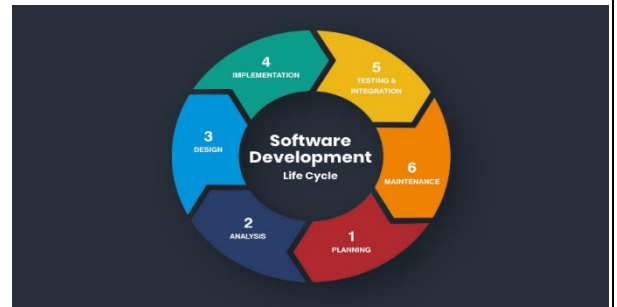 Software
Development
Life Cycle
1
PLANNING
2
ANALYSIS
3
DESIGN
4
IMPLEMENTATION
5
TESTING &
INTEGRATION
6
MAINTENANCE